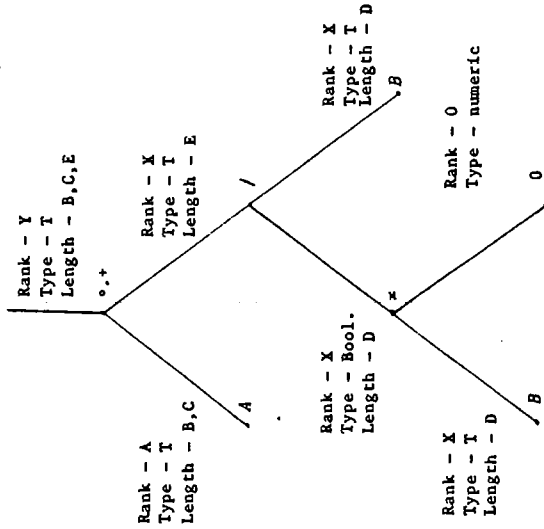 Rank - Y
Type - T
Length - B,C,E
∘.+
Rank - A
Type - T
Length - B,C
A
Rank - X
Type - T
Length - E
/
Rank - X
Type - T
Length - D
B
Rank - X
Type - Bool.
Length - D
Rank - 0
Type - numeric
0
Rank - X
Type - T
Length - D
B